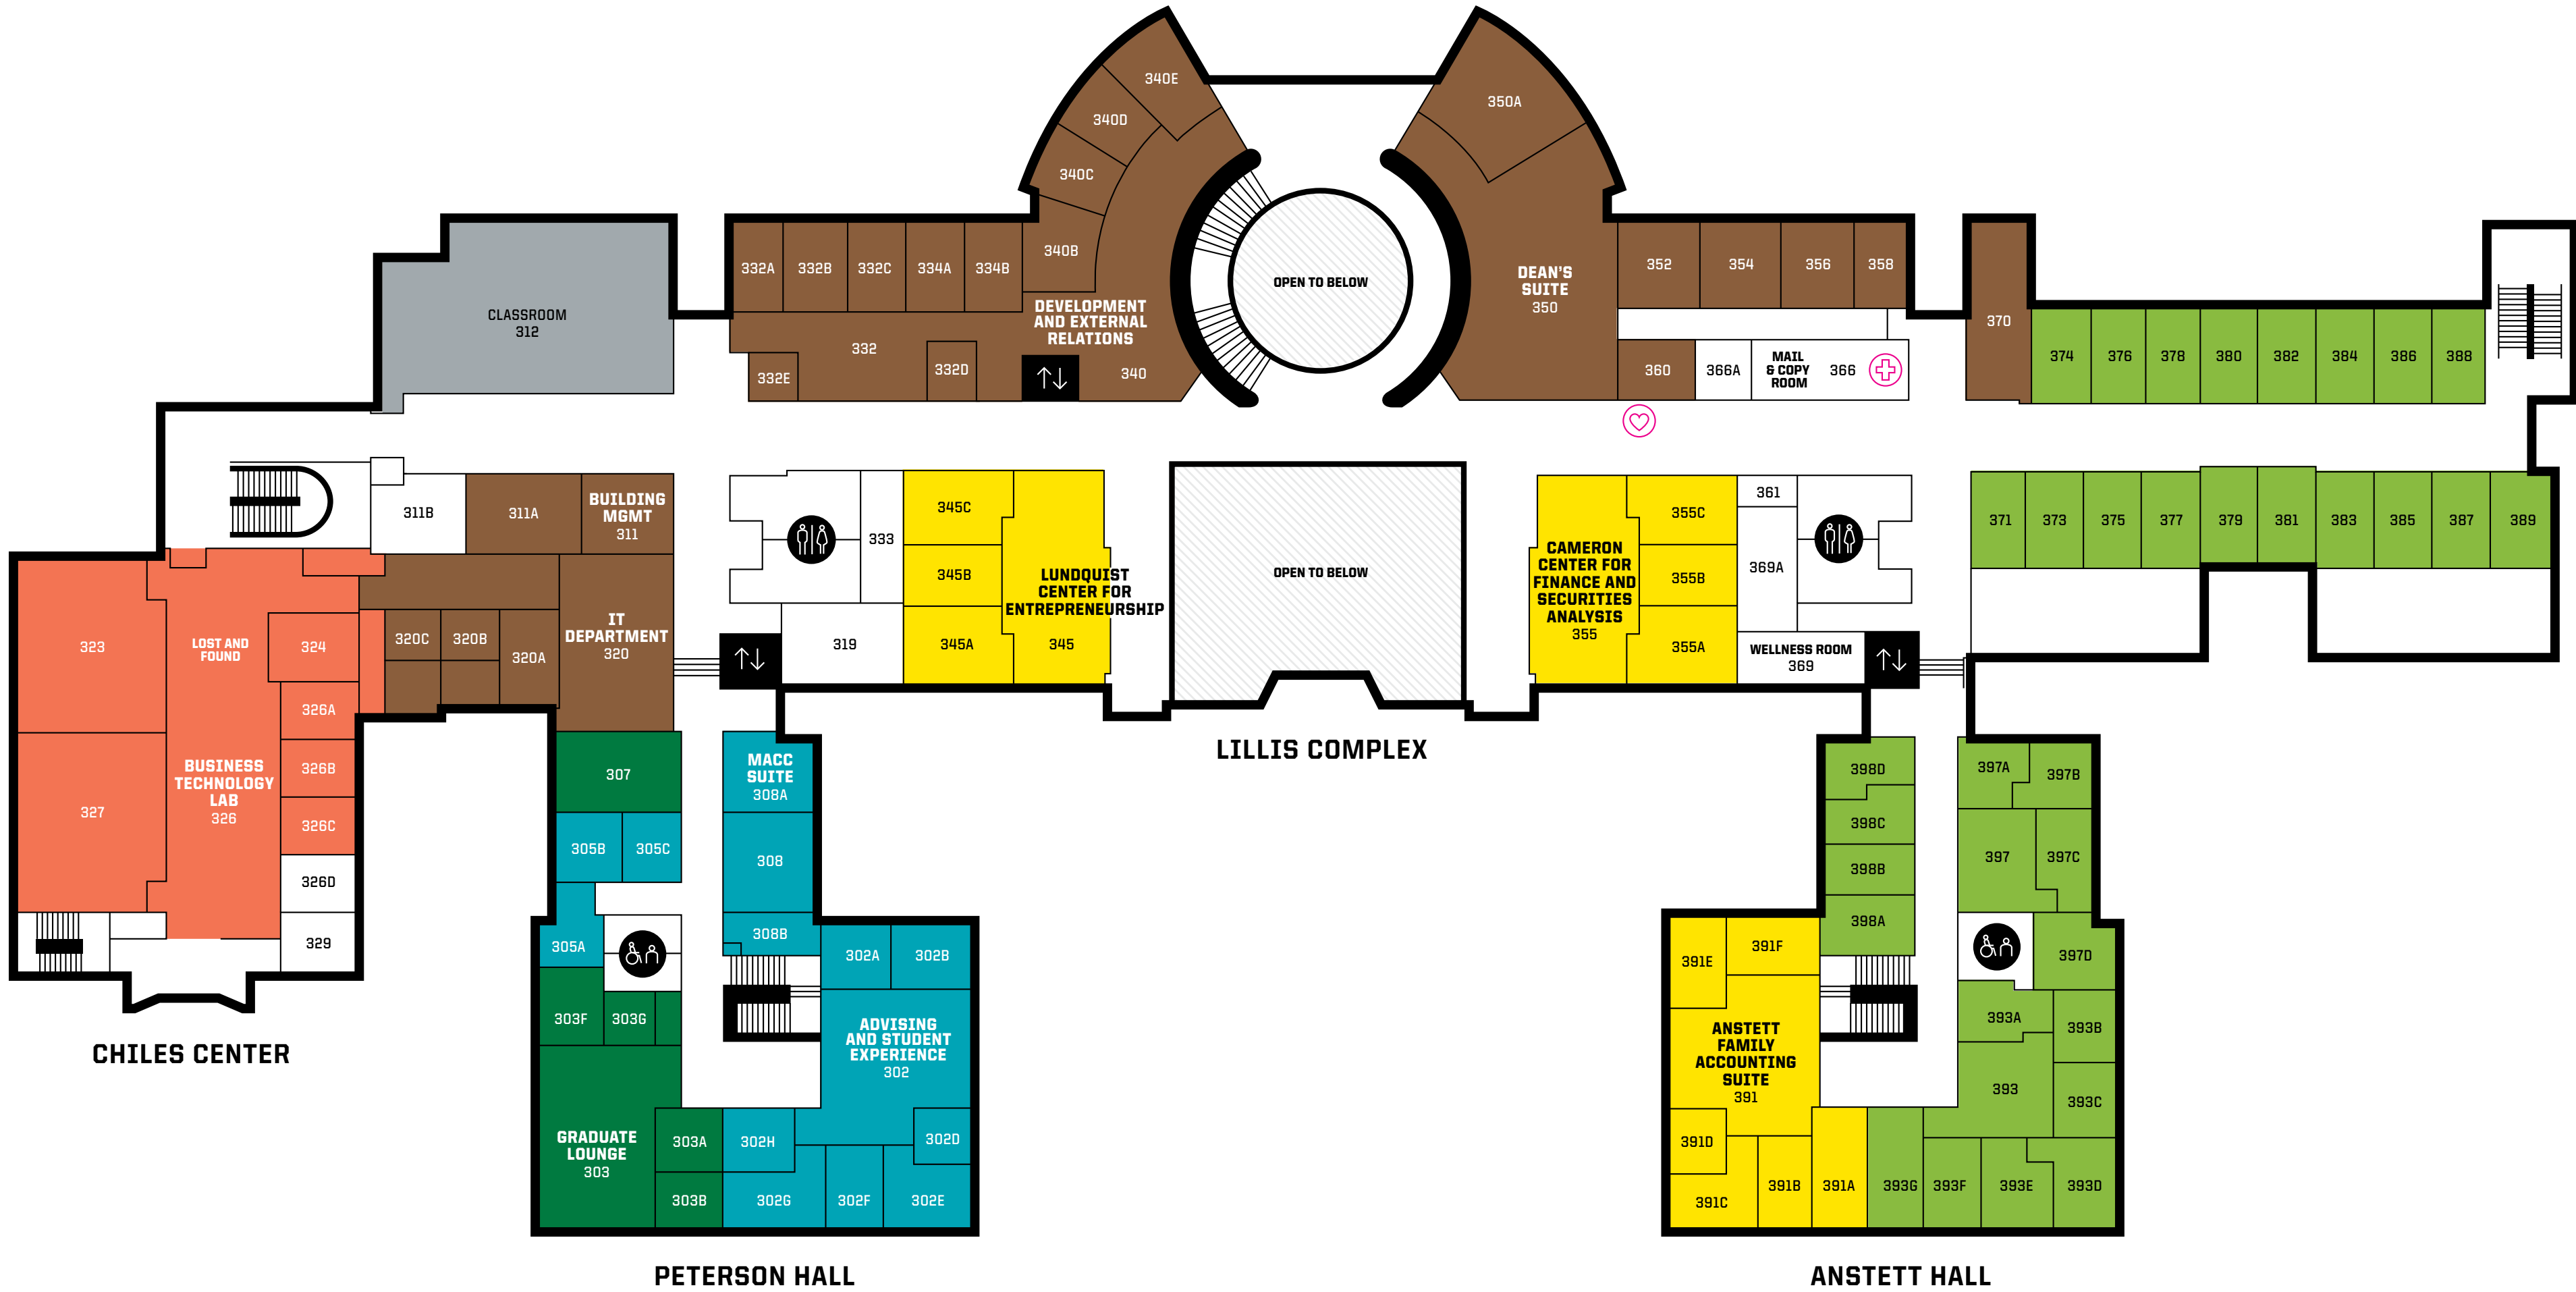 340E
350A
340D
340C
340B
332A
332B
332C
334A
334B
DEAN'S
SUITE
350
352
354
356
358
OPEN TO BELOW
CLASSROOM
312
DEVELOPMENT
AND EXTERNAL
RELATIONS
340
332
332E
332D
360
366A
MAIL
& COPY
ROOM
366
370
374
376
378
380
382
384
386
388
311B
311A
BUILDING
MGMT
311
333
345C
345B
345A
LUNDQUIST
CENTER FOR
ENTREPRENEURSHIP
345
319
OPEN TO BELOW
CAMERON
CENTER FOR
FINANCE AND
SECURITIES
ANALYSIS
355
355C
355B
355A
361
369A
WELLNESS ROOM
369
371
373
375
377
379
381
383
385
387
389
323
LOST AND
FOUND
324
320C
320B
320A
IT
DEPARTMENT
320
326A
326B
326C
326D
329
327
BUSINESS
TECHNOLOGY
LAB
326
LILLIS COMPLEX
307
MACC
SUITE
308A
305B
305C
308
308B
305A
302A
302B
303F
303G
ADVISING
AND STUDENT
EXPERIENCE
302
CHILES CENTER
GRADUATE
LOUNGE
303
303A
303B
302H
302D
302G
302F
302E
PETERSON HALL
398D
398C
398B
398A
397A
397B
397
397C
397D
391E
391F
ANSTETT
FAMILY
ACCOUNTING
SUITE
391
393A
393B
393
393C
391D
391C
391B
391A
393G
393F
393E
393D
ANSTETT HALL